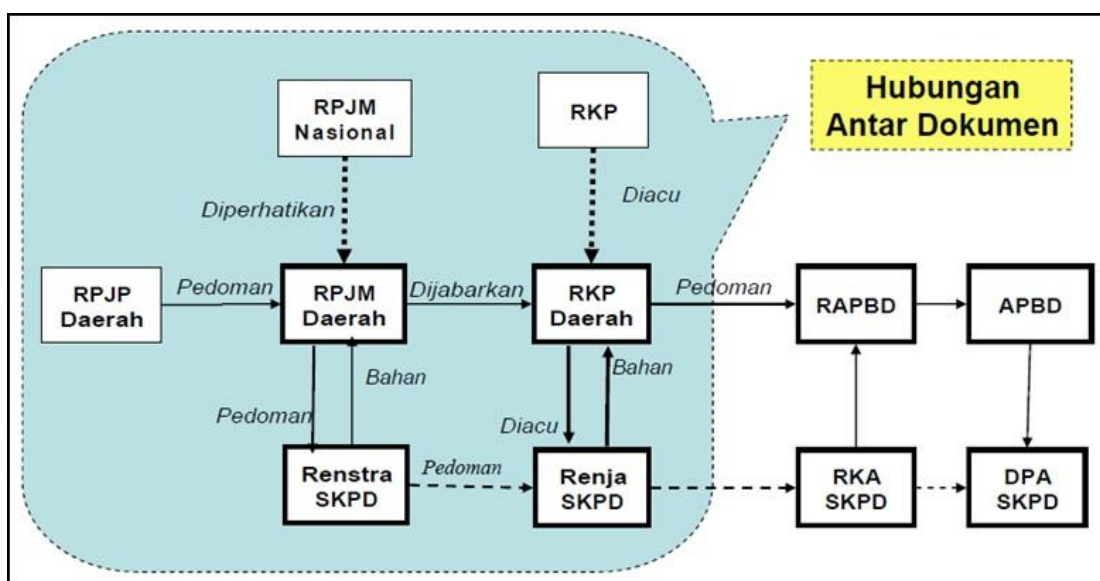 Hubungan
Antar Dokumen
RPJM
Nasional
RKP
Diperhatikan
Diacu
RPJP
Daerah
Pedoman
RPJM
Daerah
Dijabarkan
RKP
Daerah
Pedoman
RAPBD
APBD
Pedoman
Bahan
Diacu
Bahan
Renstra
SKPD
Pedoman
Renja
SKPD
RKA
SKPD
DPA
SKPD